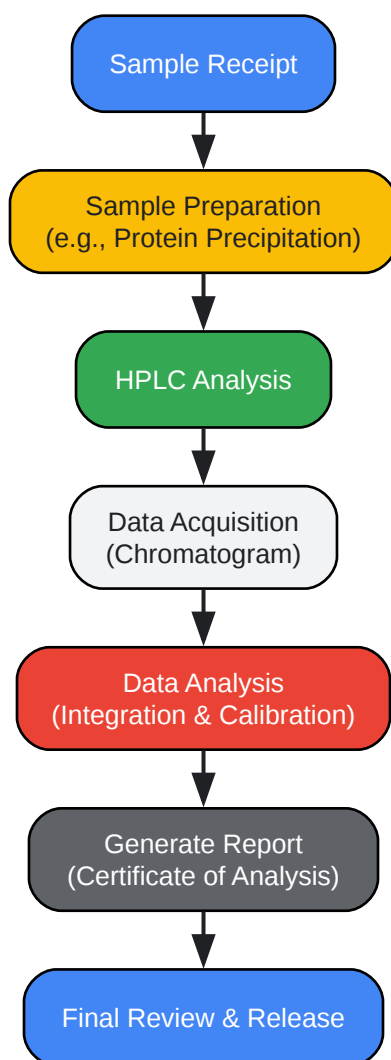 Sample Receipt
Sample Preparation
(e.g., Protein Precipitation)
HPLC Analysis
Data Acquisition
(Chromatogram)
Data Analysis
(Integration & Calibration)
Generate Report
(Certificate of Analysis)
Final Review & Release